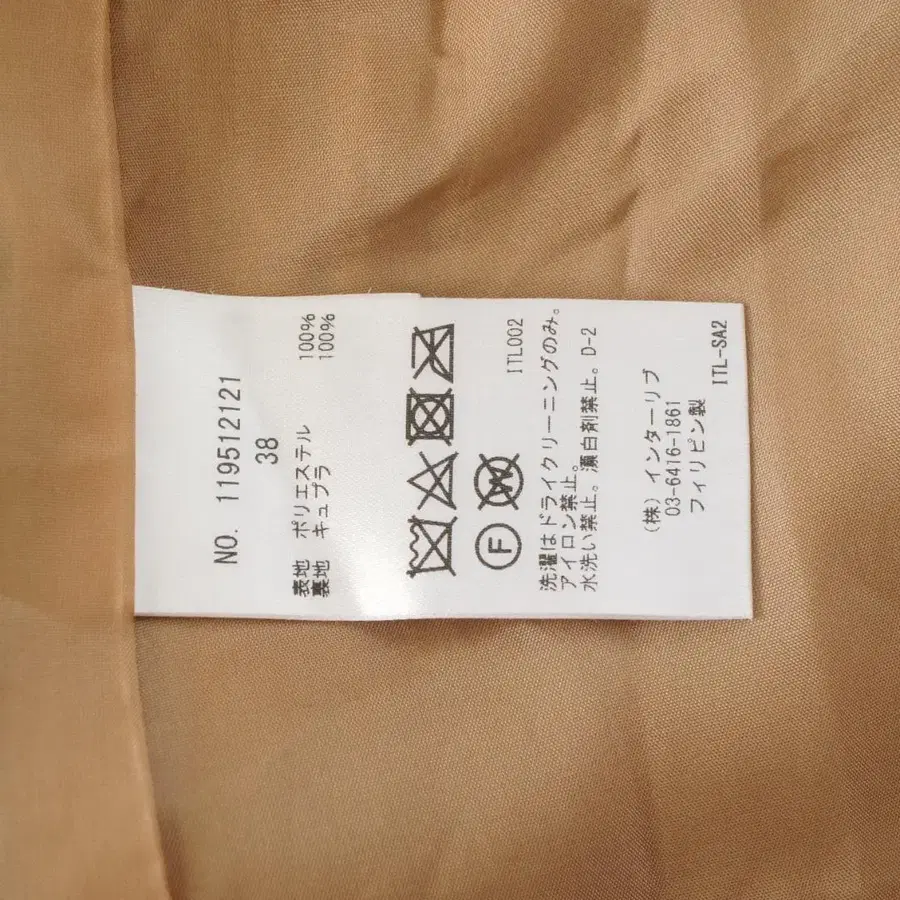 NO. 119512121
38
表地 ポリエステル 100%
裏地 キュプラ 100%
F W
ITL002
洗濯はドライクリーニングのみ。
アイロン禁止。
水洗い禁止。漂白剤禁止。D-2
(株)インターリブ
03-6416-1861
フィリピン製
ITL-SA2